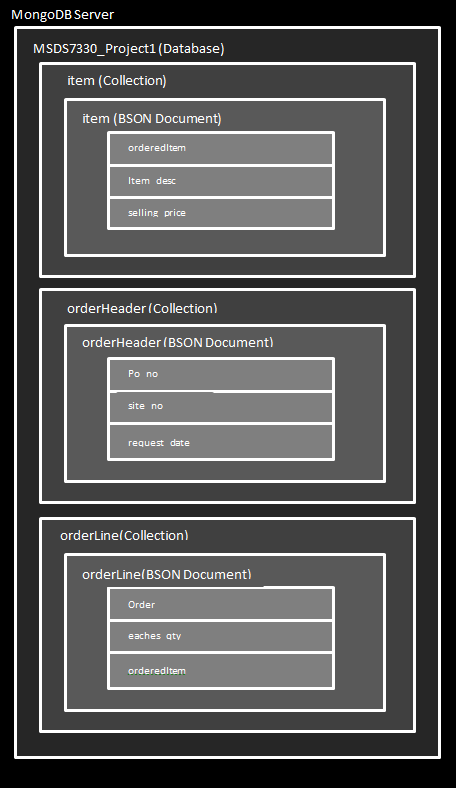 MongoDB Server
MSDS7330_Project1 (Database)
item (Collection)
item (BSON Document)
orderedItem
Item_desc
selling_price
orderHeader (Collection)
orderHeader (BSON Document)
Po_no
site_no
request_date
orderLine(Collection)
orderLine(BSON Document)
Order
eaches_qty
orderedItem